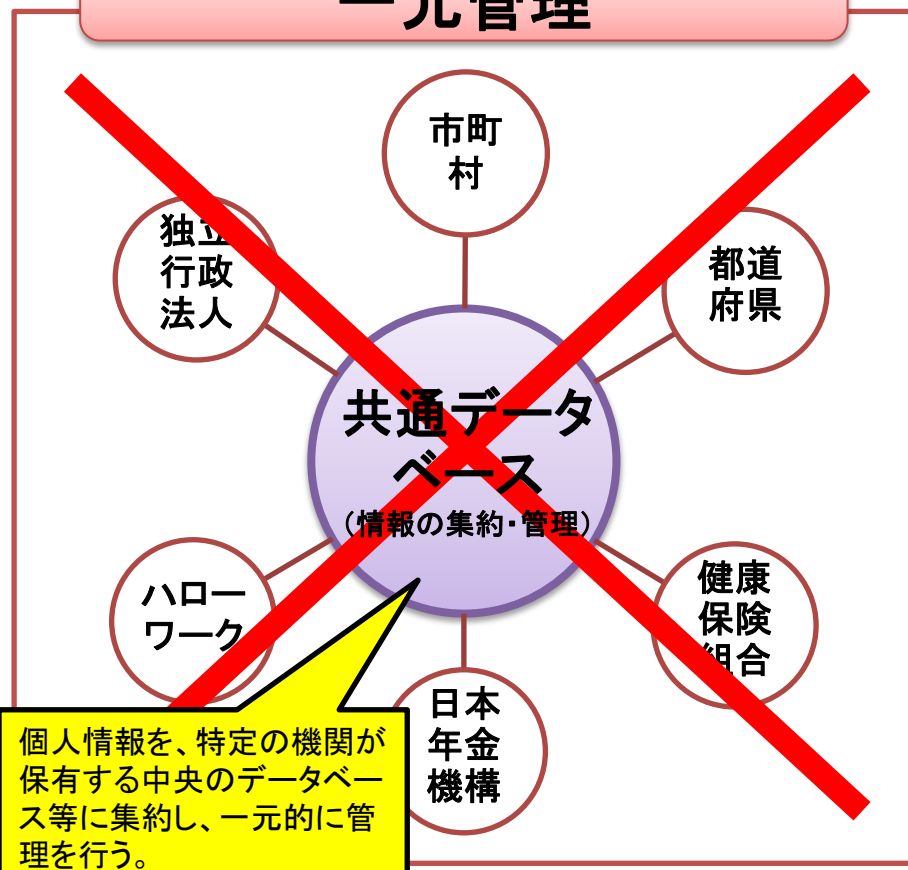 一元管理
市町
村
独立
行政
法人
都道
府県
共通データ
ベース
（情報の集約・管理）
ハロー
ワーク
健康
保険
組合
日本
年金
機構
個人情報を、特定の機関が
保有する中央のデータベー
ス等に集約し、一元的に管
理を行う。